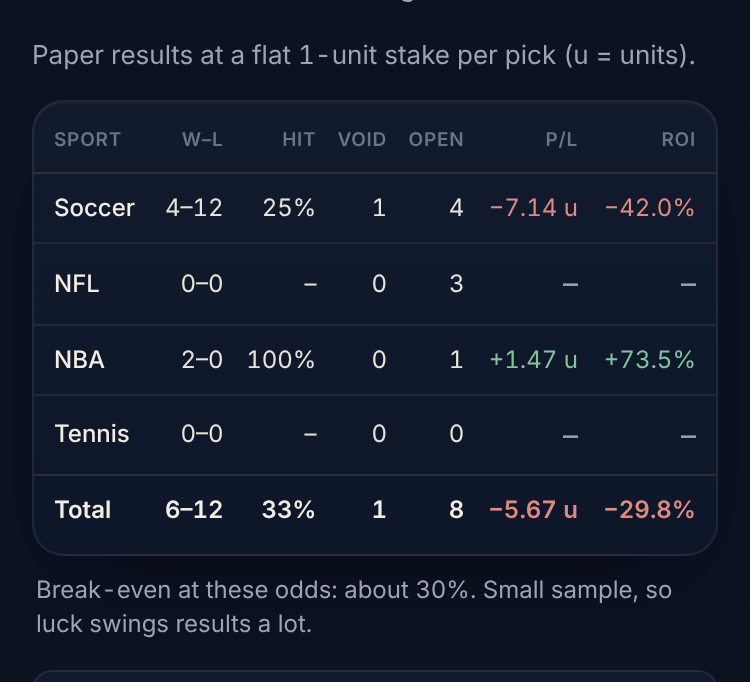 Paper results at a flat 1-unit stake per pick (u = units).
SPORT W–L HIT VOID OPEN P/L ROI
Soccer 4–12 25% 1 4 −7.14 u −42.0%
NFL 0–0 – 0 3 — —
NBA 2–0 100% 0 1 +1.47 u +73.5%
Tennis 0–0 – 0 0 — —
Total 6–12 33% 1 8 −5.67 u −29.8%
Break-even at these odds: about 30%. Small sample, so
luck swings results a lot.